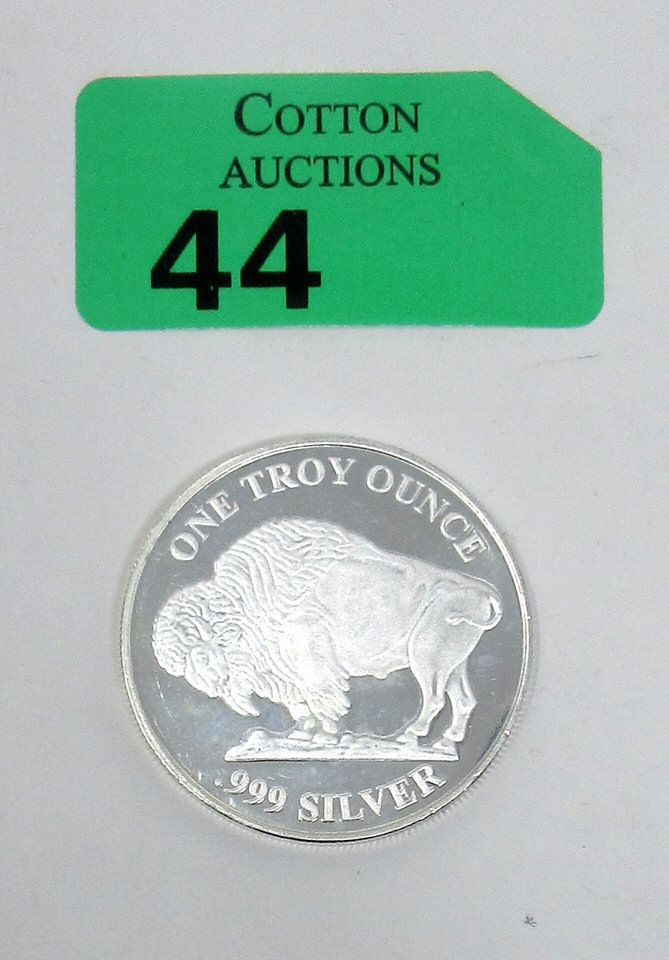 COTTON
AUCTIONS
44
ONE TROY OUNCE
.999 SILVER